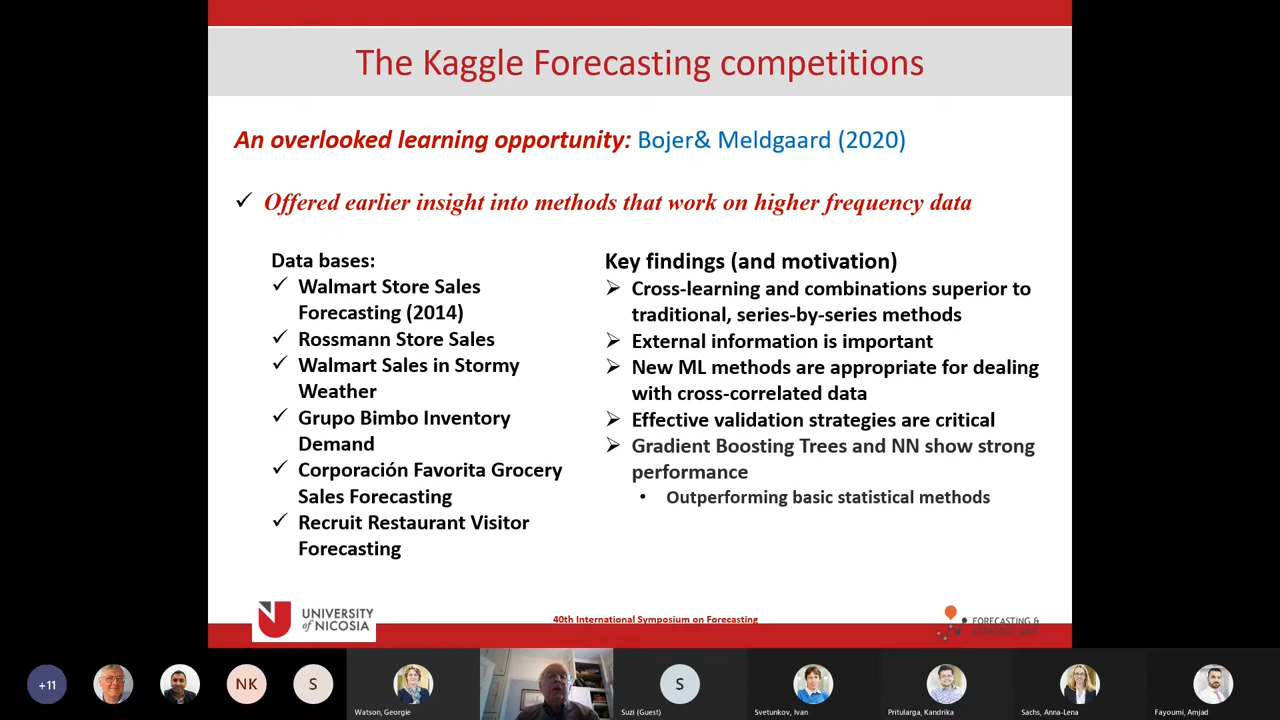 The Kaggle Forecasting competitions
An overlooked learning opportunity: Bojer& Meldgaard (2020)
✓ Offered earlier insight into methods that work on higher frequency data
Data bases:
✓ Walmart Store Sales
Forecasting (2014)
✓ Rossmann Store Sales
✓ Walmart Sales in Stormy
Weather
✓ Grupo Bimbo Inventory
Demand
✓ Corporación Favorita Grocery
Sales Forecasting
✓ Recruit Restaurant Visitor
Forecasting
Key findings (and motivation)
➢ Cross-learning and combinations superior to
traditional, series-by-series methods
➢ External information is important
➢ New ML methods are appropriate for dealing
with cross-correlated data
➢ Effective validation strategies are critical
➢ Gradient Boosting Trees and NN show strong
performance
• Outperforming basic statistical methods
UNIVERSITY
of NICOSIA
40th International Symposium on Forecasting
FORECASTING &
+11
NK
S
Watson, Georgie
S
Suzi (Guest)
Svetunkov, Ivan
Pritularga, Kandrika
Sachs, Anna-Lena
Fayoumi, Amjad